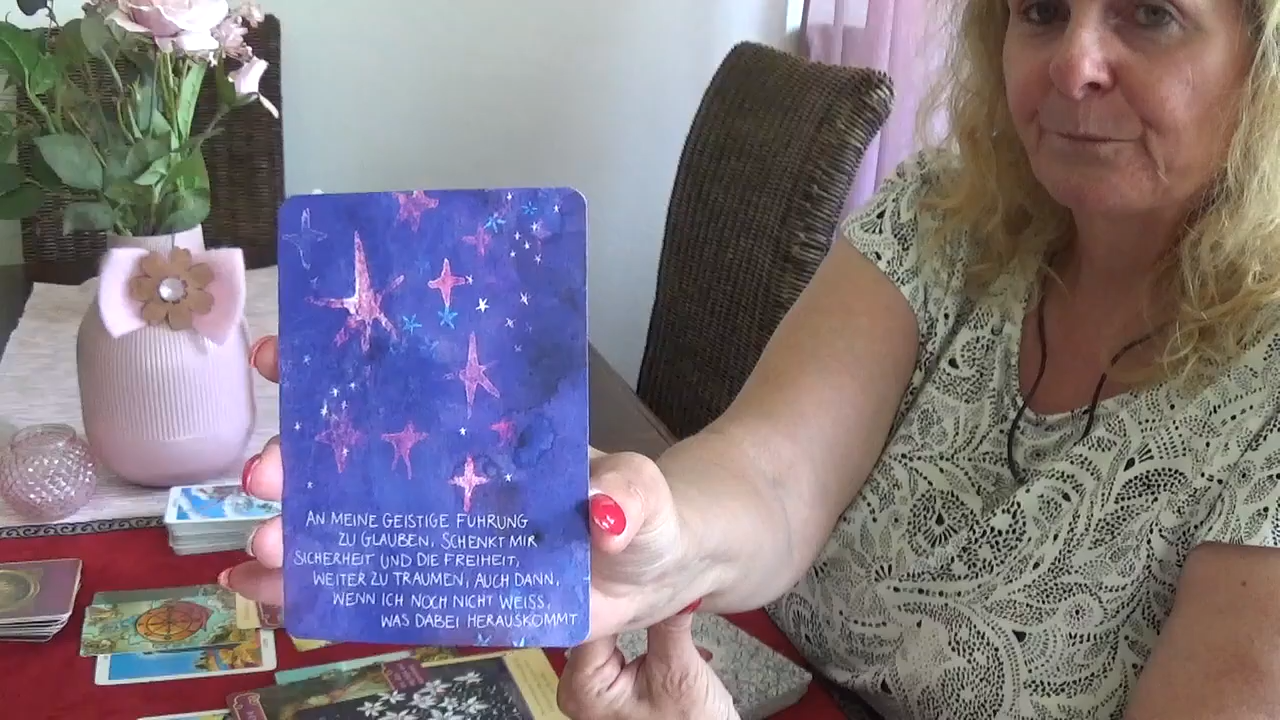 AN MEINE GEISTIGE FÜHRUNG
ZU GLAUBEN, SCHENKT MIR
SICHERHEIT UND DIE FREIHEIT,
WEITER ZU TRÄUMEN, AUCH DANN,
WENN ICH NOCH NICHT WEISS,
WAS DABEI HERAUSKOMMT